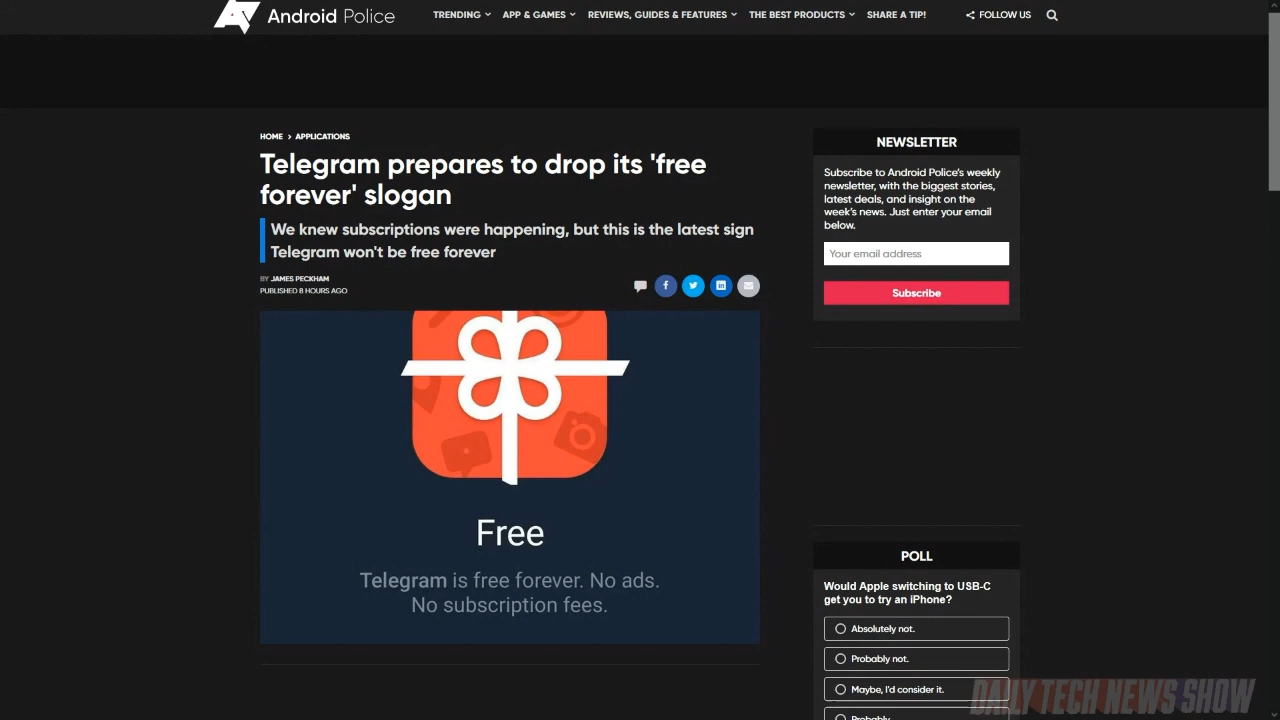 Android Police
TRENDING
APP & GAMES
REVIEWS, GUIDES & FEATURES
THE BEST PRODUCTS
SHARE A TIP!
FOLLOW US
HOME > APPLICATIONS
Telegram prepares to drop its 'free
forever' slogan
We knew subscriptions were happening, but this is the latest sign
Telegram won't be free forever
BY JAMES PECKHAM
PUBLISHED 8 HOURS AGO
Free
Telegram is free forever. No ads.
No subscription fees.
NEWSLETTER
Subscribe to Android Police's weekly
newsletter, with the biggest stories,
latest deals, and insight on the
week's news. Just enter your email
below.
Your email address
Subscribe
POLL
Would Apple switching to USB-C
get you to try an iPhone?
Absolutely not.
Probably not.
Maybe, I'd consider it.
Probably
DAILY TECH NEWS SHOW